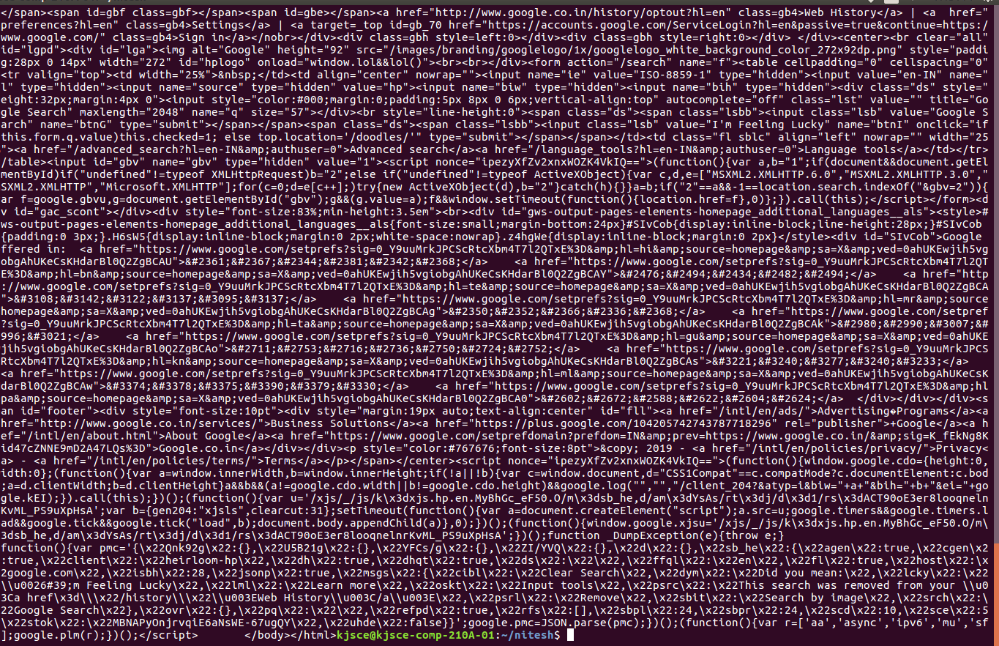 </span><span id=gbf class=gbf></span><span id=gbe></span><a href="http://www.google.co.in/history/optout?hl=en" class=gb4>Web History</a> | <a  href="
preferences?hl=en" class=gb4>Settings</a> | <a target=_top id=gb_70 href="https://accounts.google.com/ServiceLogin?hl=en&passive=true&continue=https:/
www.google.com/" class=gb4>Sign in</a></nobr></div><div class=gbh style=left:0></div><div class=gbh style=right:0></div> </div><center><br clear="all"
id="lgpd"><div id="lga"><img alt="Google" height="92" src="/images/branding/googlelogo/1x/googlelogo_white_background_color_272x92dp.png" style="paddi
g:28px 0 14px" width="272" id="hplogo" onload="window.lol&&lol()"><br><br></div><form action="/search" name="f"><table cellpadding="0" cellspacing="0"
<tr valign="top"><td width="25%">&nbsp;</td><td align="center" nowrap=""><input name="ie" value="ISO-8859-1" type="hidden"><input value="en-IN" name="
l" type="hidden"><input name="source" type="hidden" value="hp"><input name="biw" type="hidden"><input name="bih" type="hidden"><div class="ds" style="
eight:32px;margin:4px 0"><input style="color:#000;margin:0;padding:5px 8px 0 6px;vertical-align:top" autocomplete="off" class="lst" value="" title="Go
gle Search" maxlength="2048" name="q" size="57"></div><br style="line-height:0"><span class="ds"><span class="lsbb"><input class="lsb" value="Google S
arch" name="btnG" type="submit"></span></span><span class="ds"><span class="lsbb"><input class="lsb" value="I'm Feeling Lucky" name="btnI" onclick="if
this.form.q.value)this.checked=1; else top.location='/doodles/'" type="submit"></span></span></td><td class="fl sblc" align="left" nowrap="" width="25
"><a href="/advanced_search?hl=en-IN&amp;authuser=0">Advanced search</a><a href="/language_tools?hl=en-IN&amp;authuser=0">Language tools</a></td></tr>
/table><input id="gbv" name="gbv" type="hidden" value="1"><script nonce="ipezyXfZv2xnxWOZK4VkIQ==">(function(){var a,b="1";if(document&&document.getEl
mentById)if("undefined"!=typeof XMLHttpRequest)b="2";else if("undefined"!=typeof ActiveXObject){var c,d,e=["MSXML2.XMLHTTP.6.0","MSXML2.XMLHTTP.3.0","
SXML2.XMLHTTP","Microsoft.XMLHTTP"];for(c=0;d=e[c++];)try{new ActiveXObject(d),b="2"}catch(h){}}a=b;if("2"==a&&-1==location.search.indexOf("&gbv=2")){
ar f=google.gbvu,g=document.getElementById("gbv");g&&(g.value=a);f&&window.setTimeout(function(){location.href=f},0)};}).call(this);</script></form><d
v id="gac_scont"></div><div style="font-size:83%;min-height:3.5em"><br><div id="gws-output-pages-elements-homepage_additional_languages__als"><style>#
ws-output-pages-elements-homepage_additional_languages__als{font-size:small;margin-bottom:24px}#SIvCob{display:inline-block;line-height:28px;}#SIvCob
{padding:0 3px;}.H6sW5{display:inline-block;margin:0 2px;white-space:nowrap}.z4hgWe{display:inline-block;margin:0 2px}</style><div id="SIvCob">Google
ffered in:  <a href="https://www.google.com/setprefs?sig=0_Y9uuMrkJPCScRtcXbm4T7l2QTxE%3D&amp;hl=hi&amp;source=homepage&amp;sa=X&amp;ved=0ahUKEwjih5vg
obgAhUKeCsKHdarBl0Q2ZgBCAU">&#2361;&#2367;&#2344;&#2381;&#2342;&#2368;</a>    <a href="https://www.google.com/setprefs?sig=0_Y9uuMrkJPCScRtcXbm4T7l2QT
E%3D&amp;hl=bn&amp;source=homepage&amp;sa=X&amp;ved=0ahUKEwjih5vgiobgAhUKeCsKHdarBl0Q2ZgBCAY">&#2476;&#2494;&#2434;&#2482;&#2494;</a>    <a href="http
://www.google.com/setprefs?sig=0_Y9uuMrkJPCScRtcXbm4T7l2QTxE%3D&amp;hl=te&amp;source=homepage&amp;sa=X&amp;ved=0ahUKEwjih5vgiobgAhUKeCsKHdarBl0Q2ZgBCA
">&#3108;&#3142;&#3122;&#3137;&#3095;&#3137;</a>    <a href="https://www.google.com/setprefs?sig=0_Y9uuMrkJPCScRtcXbm4T7l2QTxE%3D&amp;hl=mr&amp;source
homepage&amp;sa=X&amp;ved=0ahUKEwjih5vgiobgAhUKeCsKHdarBl0Q2ZgBCAg">&#2350;&#2352;&#2366;&#2336;&#2368;</a>    <a href="https://www.google.com/setpref
?sig=0_Y9uuMrkJPCScRtcXbm4T7l2QTxE%3D&amp;hl=ta&amp;source=homepage&amp;sa=X&amp;ved=0ahUKEwjih5vgiobgAhUKeCsKHdarBl0Q2ZgBCAk">&#2980;&#2990;&#3007;&#
996;&#3021;</a>    <a href="https://www.google.com/setprefs?sig=0_Y9uuMrkJPCScRtcXbm4T7l2QTxE%3D&amp;hl=gu&amp;source=homepage&amp;sa=X&amp;ved=0ahUKE
jih5vgiobgAhUKeCsKHdarBl0Q2ZgBCAo">&#2711;&#2753;&#2716;&#2736;&#2750;&#2724;&#2752;</a>    <a href="https://www.google.com/setprefs?sig=0_Y9uuMrkJPCS
RtcXbm4T7l2QTxE%3D&amp;hl=kn&amp;source=homepage&amp;sa=X&amp;ved=0ahUKEwjih5vgiobgAhUKeCsKHdarBl0Q2ZgBCAs">&#3221;&#3240;&#3277;&#3240;&#3233;</a>
<a href="https://www.google.com/setprefs?sig=0_Y9uuMrkJPCScRtcXbm4T7l2QTxE%3D&amp;hl=ml&amp;source=homepage&amp;sa=X&amp;ved=0ahUKEwjih5vgiobgAhUKeCsK
darBl0Q2ZgBCAw">&#3374;&#3378;&#3375;&#3390;&#3379;&#3330;</a>    <a href="https://www.google.com/setprefs?sig=0_Y9uuMrkJPCScRtcXbm4T7l2QTxE%3D&amp;hl
pa&amp;source=homepage&amp;sa=X&amp;ved=0ahUKEwjih5vgiobgAhUKeCsKHdarBl0Q2ZgBCA0">&#2602;&#2672;&#2588;&#2622;&#2604;&#2624;</a>  </div></div></div><s
an id="footer"><div style="font-size:10pt"><div style="margin:19px auto;text-align:center" id="fll"><a href="/intl/en/ads/">Advertising�Programs</a><a
href="http://www.google.co.in/services/">Business Solutions</a><a href="https://plus.google.com/104205742743787718296" rel="publisher">+Google</a><a h
ef="/intl/en/about.html">About Google</a><a href="https://www.google.com/setprefdomain?prefdom=IN&amp;prev=https://www.google.co.in/&amp;sig=K_fEkNg8K
id47cZNNE9mD2A47LQs%3D">Google.co.in</a></div></div><p style="color:#767676;font-size:8pt">&copy; 2019 - <a href="/intl/en/policies/privacy/">Privacy<
a> - <a href="/intl/en/policies/terms/">Terms</a></p></span></center><script nonce="ipezyXfZv2xnxWOZK4VkIQ==">(function(){window.google.cdo={height:0,
idth:0};(function(){var a=window.innerWidth,b=window.innerHeight;if(!a||!b){var c=window.document,d="CSS1Compat"==c.compatMode?c.documentElement:c.bod
;a=d.clientWidth;b=d.clientHeight}a&&b&&(a!=google.cdo.width||b!=google.cdo.height)&&google.log("","","/client_204?&atyp=i&biw="+a+"&bih="+b+"&ei="+go
gle.kEI);}).call(this);})();(function(){var u='/xjs/_/js/k\x3dxjs.hp.en.MyBhGc_eF50.O/m\x3dsb_he,d/am\x3dYsAs/rt\x3dj/d\x3d1/rs\x3dACT90oE3er8looqneln
KvML_PS9uXpHsA';var b={gen204:"xjsls",clearcut:31};setTimeout(function(){var a=document.createElement("script");a.src=u;google.timers&&google.timers.l
ad&&google.tick&&google.tick("load",b);document.body.appendChild(a)},0);})();(function(){window.google.xjsu='/xjs/_/js/k\x3dxjs.hp.en.MyBhGc_eF50.O/m\
x3dsb_he,d/am\x3dYsAs/rt\x3dj/d\x3d1/rs\x3dACT90oE3er8looqnelnrKvML_PS9uXpHsA';})();function _DumpException(e){throw e;}
function(){var pmc='{\x22Qnk92g\x22:{},\x22U5B21g\x22:{},\x22YFCs/g\x22:{},\x22ZI/YVQ\x22:{},\x22d\x22:{},\x22sb_he\x22:{\x22agen\x22:true,\x22cgen\x2
:true,\x22client\x22:\x22heirloom-hp\x22,\x22dh\x22:true,\x22dhqt\x22:true,\x22ds\x22:\x22\x22,\x22ffql\x22:\x22en\x22,\x22fl\x22:true,\x22host\x22:\x
2google.com\x22,\x22isbh\x22:28,\x22jsonp\x22:true,\x22msgs\x22:{\x22cibl\x22:\x22Clear Search\x22,\x22dym\x22:\x22Did you mean:\x22,\x22lcky\x22:\x22
\\u0026#39;m Feeling Lucky\x22,\x22lml\x22:\x22Learn more\x22,\x22oskt\x22:\x22Input tools\x22,\x22psrc\x22:\x22This search was removed from your \\u0
03Ca href\x3d\\\x22/history\\\x22\\u003EWeb History\\u003C/a\\u003E\x22,\x22psrl\x22:\x22Remove\x22,\x22sbit\x22:\x22Search by image\x22,\x22srch\x22:\
22Google Search\x22},\x22ovr\x22:{},\x22pq\x22:\x22\x22,\x22refpd\x22:true,\x22rfs\x22:[],\x22sbpl\x22:24,\x22sbpr\x22:24,\x22scd\x22:10,\x22sce\x22:5
\x22stok\x22:\x22MBNAPyOnjrvqiE6aNsWE-67ugQY\x22,\x22uhde\x22:false}}';google.pmc=JSON.parse(pmc);})();(function(){var r=['aa','async','ipv6','mu','sf
];google.plm(r);})();</script>       </body></html>kjsce@kjsce-comp-210A-01:~/nitesh$